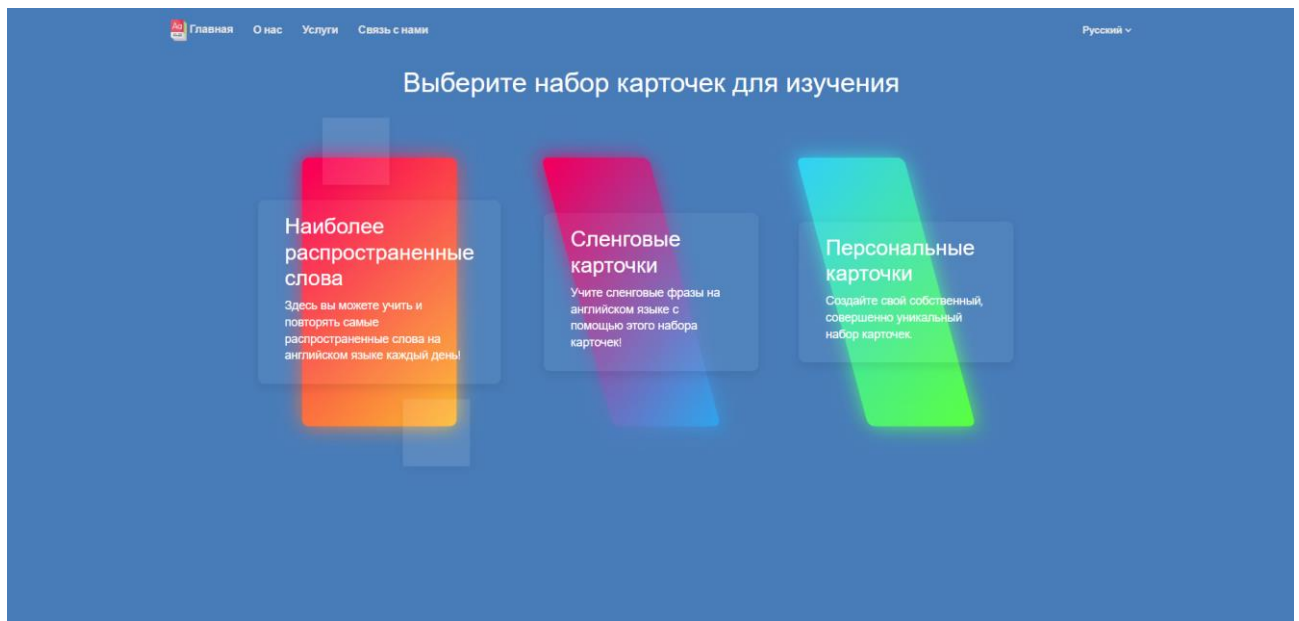 Aa
Главная О нас Услуги Связь с нами Русский
Выберите набор карточек для изучения
Наиболее
распространенные
слова
Здесь вы можете учить и
повторять самые
распространенные слова на
английском языке каждый день!
Сленговые
карточки
Учите сленговые фразы на
английском языке с
помощью этого набора
карточек!
Персональные
карточки
Создайте свой собственный,
совершенно уникальный
набор карточек.